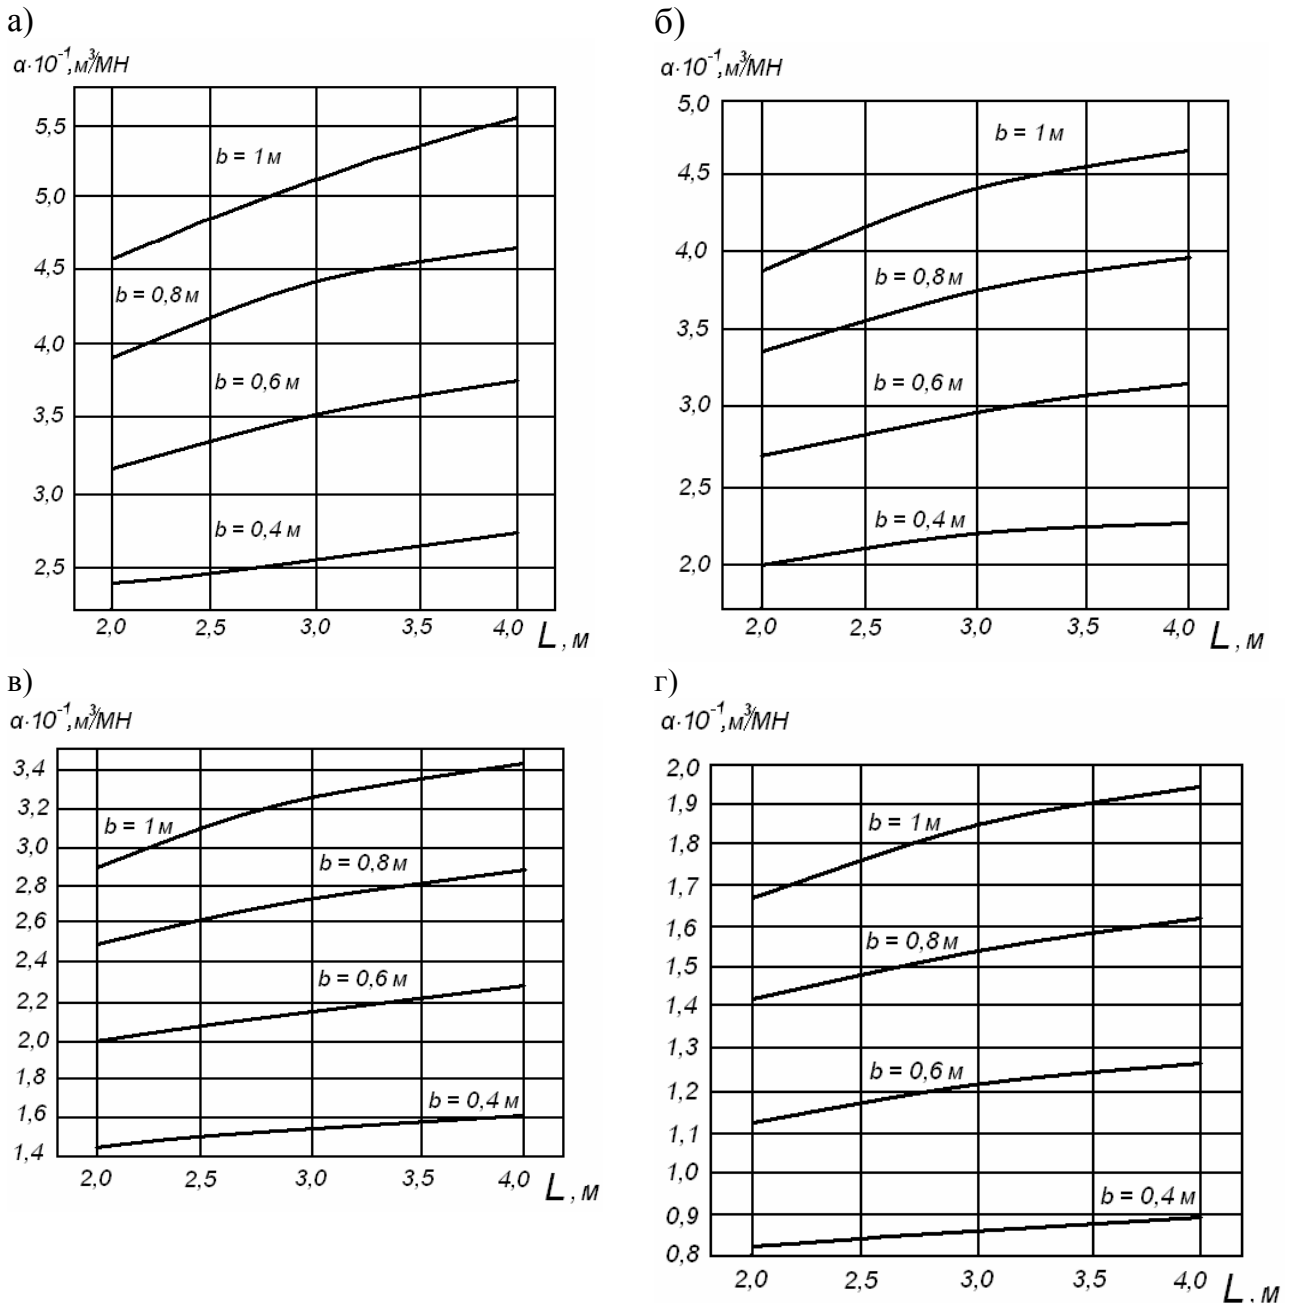 а)
α·10⁻¹,м³/МН
5,5
5,0
4,5
4,0
3,5
3,0
2,5
b = 1 м
b = 0,8 м
b = 0,6 м
b = 0,4 м
2,0 2,5 3,0 3,5 4,0 L, м
б)
α·10⁻¹,м³/МН
5,0
4,5
4,0
3,5
3,0
2,5
2,0
b = 1 м
b = 0,8 м
b = 0,6 м
b = 0,4 м
2,0 2,5 3,0 3,5 4,0 L, м
в)
α·10⁻¹,м³/МН
3,4
3,2
3,0
2,8
2,6
2,4
2,2
2,0
1,8
1,6
1,4
b = 1 м
b = 0,8 м
b = 0,6 м
b = 0,4 м
2,0 2,5 3,0 3,5 4,0 L, м
г)
α·10⁻¹,м³/МН
2,0
1,9
1,8
1,7
1,6
1,5
1,4
1,3
1,2
1,1
1,0
0,9
0,8
b = 1 м
b = 0,8 м
b = 0,6 м
b = 0,4 м
2,0 2,5 3,0 3,5 4,0 L, м